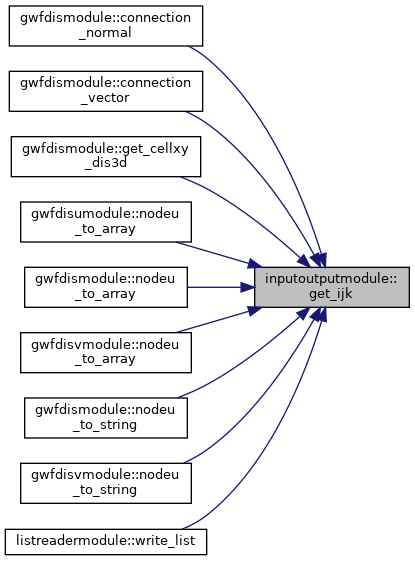 gwfdismodule::connection
_normal
gwfdismodule::connection
_vector
gwfdismodule::get_cellxy
_dis3d
gwfdisumodule::nodeu
_to_array
gwfdismodule::nodeu
_to_array
gwfdisvmodule::nodeu
_to_array
gwfdismodule::nodeu
_to_string
gwfdisvmodule::nodeu
_to_string
listreadermodule::write_list
inputoutputmodule::
get_ijk